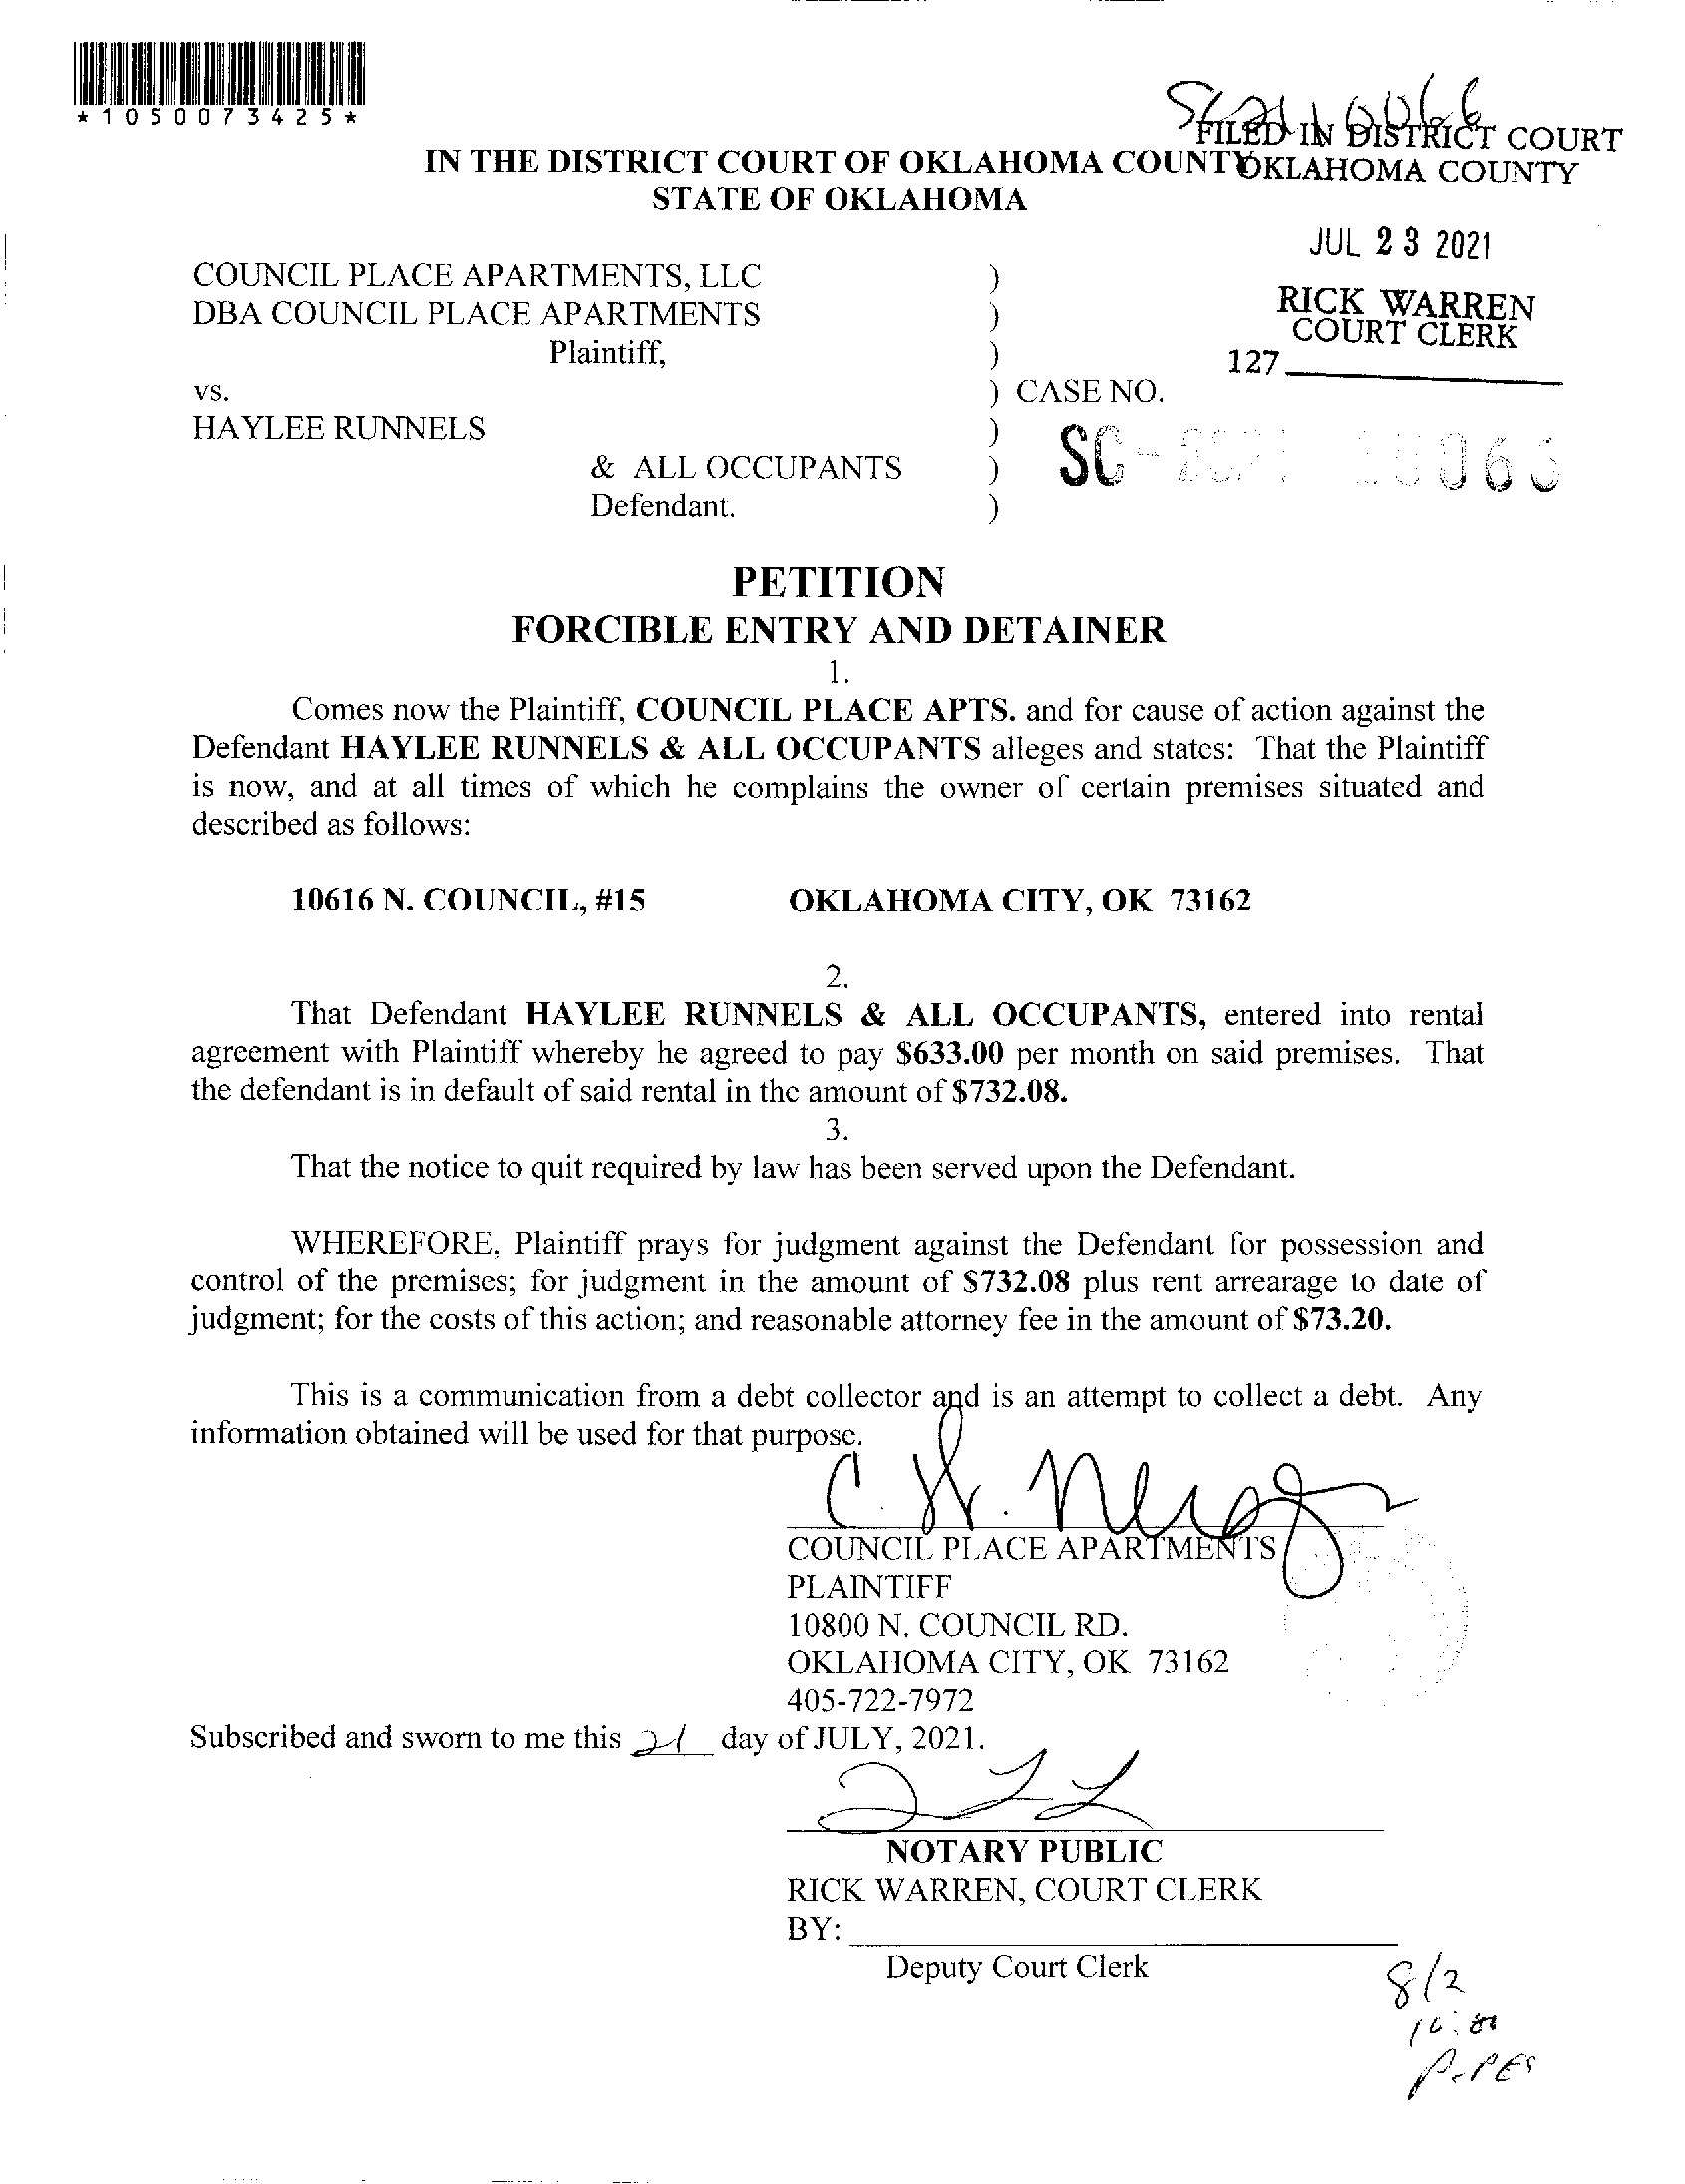 *1050073425*
FILED IN DISTRICT COURT
OKLAHOMA COUNTY
IN THE DISTRICT COURT OF OKLAHOMA COUNTY
STATE OF OKLAHOMA
JUL 23 2021
RICK WARREN
COURT CLERK
127
COUNCIL PLACE APARTMENTS, LLC )
DBA COUNCIL PLACE APARTMENTS )
Plaintiff, )
vs. ) CASE NO.
HAYLEE RUNNELS )
& ALL OCCUPANTS ) SC-
Defendant. )
PETITION
FORCIBLE ENTRY AND DETAINER
1.
Comes now the Plaintiff, COUNCIL PLACE APTS. and for cause of action against the
Defendant HAYLEE RUNNELS & ALL OCCUPANTS alleges and states: That the Plaintiff
is now, and at all times of which he complains the owner of certain premises situated and
described as follows:
10616 N. COUNCIL, #15 OKLAHOMA CITY, OK 73162
2.
That Defendant HAYLEE RUNNELS & ALL OCCUPANTS, entered into rental
agreement with Plaintiff whereby he agreed to pay $633.00 per month on said premises. That
the defendant is in default of said rental in the amount of $732.08.
3.
That the notice to quit required by law has been served upon the Defendant.
WHEREFORE, Plaintiff prays for judgment against the Defendant for possession and
control of the premises; for judgment in the amount of $732.08 plus rent arrearage to date of
judgment; for the costs of this action; and reasonable attorney fee in the amount of $73.20.
This is a communication from a debt collector and is an attempt to collect a debt. Any
information obtained will be used for that purpose.
COUNCIL PLACE APARTMENTS
PLAINTIFF
10800 N. COUNCIL RD.
OKLAHOMA CITY, OK 73162
405-722-7972
Subscribed and sworn to me this 21 day of JULY, 2021.
NOTARY PUBLIC
RICK WARREN, COURT CLERK
BY:
Deputy Court Clerk
8/2